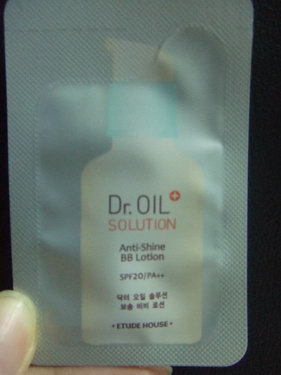 Dr. OIL+
SOLUTION
Anti-Shine
BB Lotion
SPF20/PA++
닥터 오일 솔루션
보송 비비 로션
• ETUDE HOUSE •